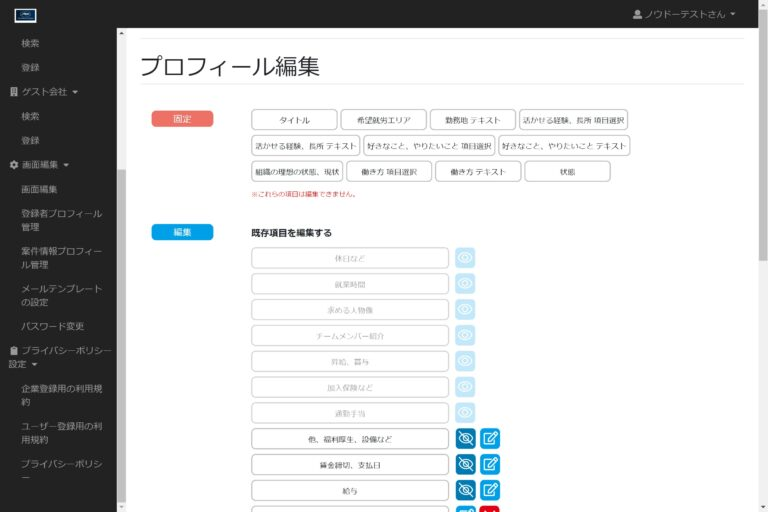 ノウドーテストさん
検索
登録
ゲスト会社
検索
登録
画面編集
画面編集
登録者プロフィール
管理
案件情報プロフィー
ル管理
メールテンプレート
の設定
パスワード変更
プライバシーポリシー
設定
企業登録用の利用規
約
ユーザー登録用の利
用規約
プライバシーポリシ
ー
プロフィール編集
固定
タイトル
希望就労エリア
勤務地 テキスト
活かせる経験、長所 項目選択
活かせる経験、長所 テキスト
好きなこと、やりたいこと 項目選択
好きなこと、やりたいこと テキスト
組織の理想の状態、現状
働き方 項目選択
働き方 テキスト
状態
※これらの項目は編集できません。
編集
既存項目を編集する
休日など
就業時間
求める人物像
チームメンバー紹介
昇給、賞与
加入保険など
通勤手当
他、福利厚生、設備など
賃金締切、支払日
給与